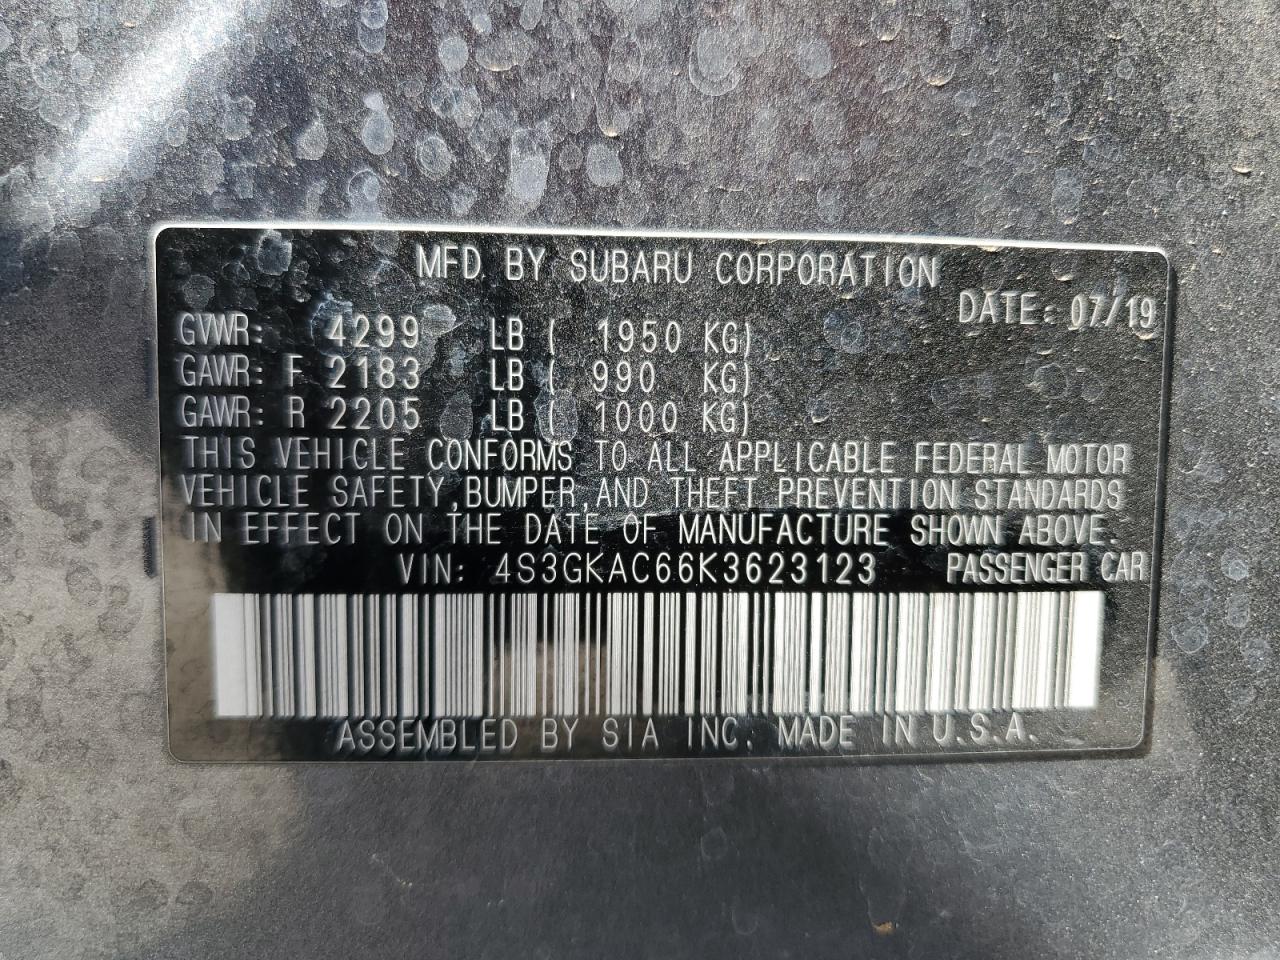 MFD. BY SUBARU CORPORATION
DATE: 07/19
GVWR: 4299 LB ( 1950 KG)
GAWR: F 2183 LB ( 990 KG)
GAWR: R 2205 LB ( 1000 KG)
THIS VEHICLE CONFORMS TO ALL APPLICABLE FEDERAL MOTOR
VEHICLE SAFETY,BUMPER,AND THEFT PREVENTION STANDARDS
IN EFFECT ON THE DATE OF MANUFACTURE SHOWN ABOVE.
VIN: 4S3GKAC66K3623123 PASSENGER CAR
ASSEMBLED BY SIA INC. MADE IN U.S.A.